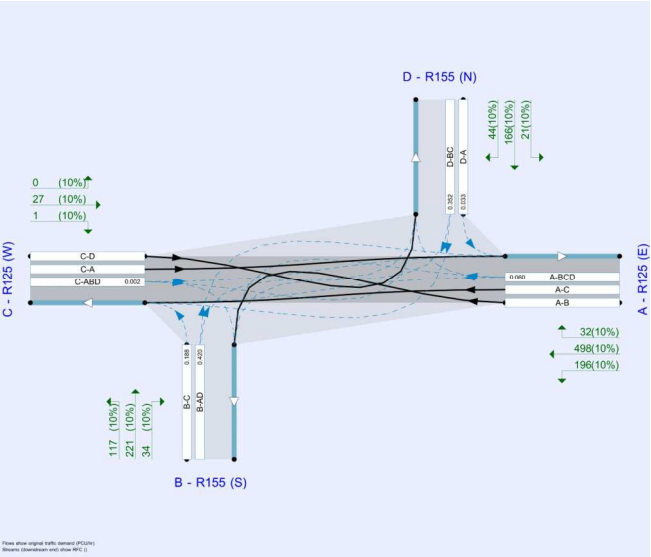 D - R155 (N)
44(10%)
166(10%)
21(10%)
D-BC
D-A
0.352
0.033
0 (10%)
27 (10%)
1 (10%)
C - R125 (W)
C-D
C-A
C-ABD 0.002
0.060 A-BCD
A-C
A-B
A - R125 (E)
32(10%)
498(10%)
196(10%)
0.188
0.420
B-C
B-AD
117 (10%)
221 (10%)
34 (10%)
B - R155 (S)
Flows show original traffic demand (PCU/hr).
Streams (downstream end) show RFC ()